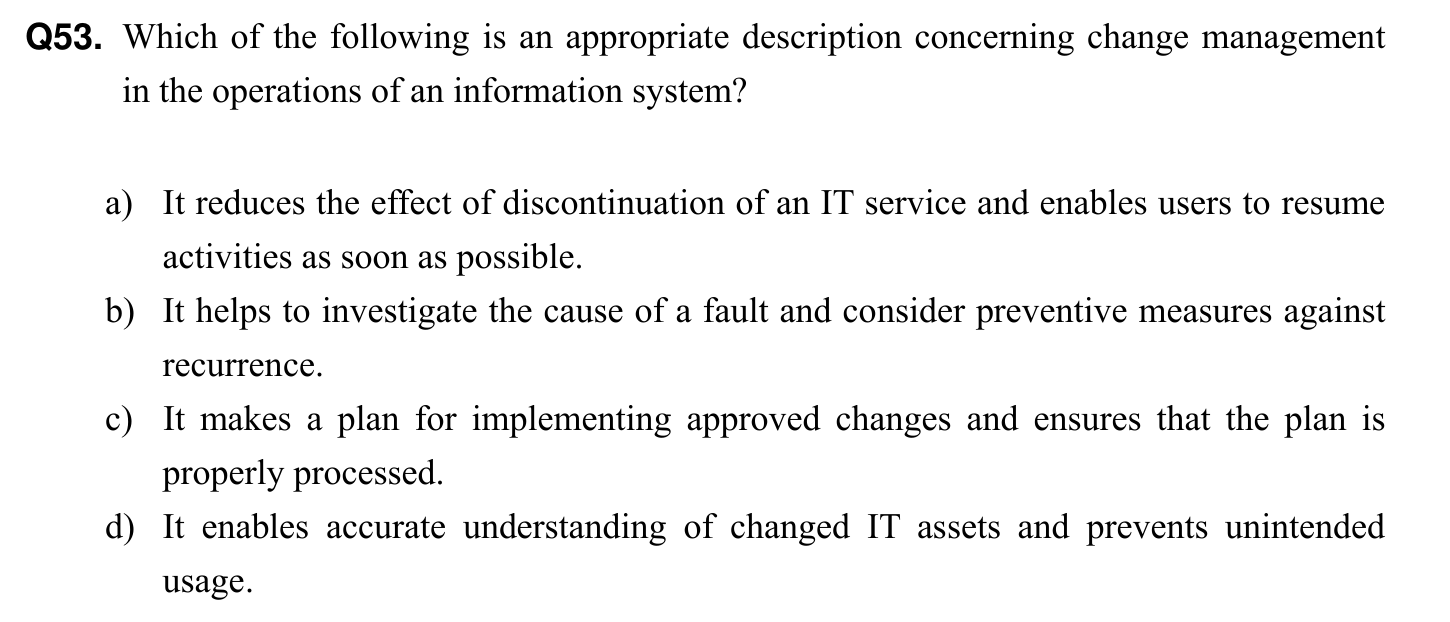 Q53. Which of the following is an appropriate description concerning change management
in the operations of an information system?
a) It reduces the effect of discontinuation of an IT service and enables users to resume
activities as soon as possible.
b) It helps to investigate the cause of a fault and consider preventive measures against
recurrence.
c) It makes a plan for implementing approved changes and ensures that the plan is
properly processed.
d) It enables accurate understanding of changed IT assets and prevents unintended
usage.